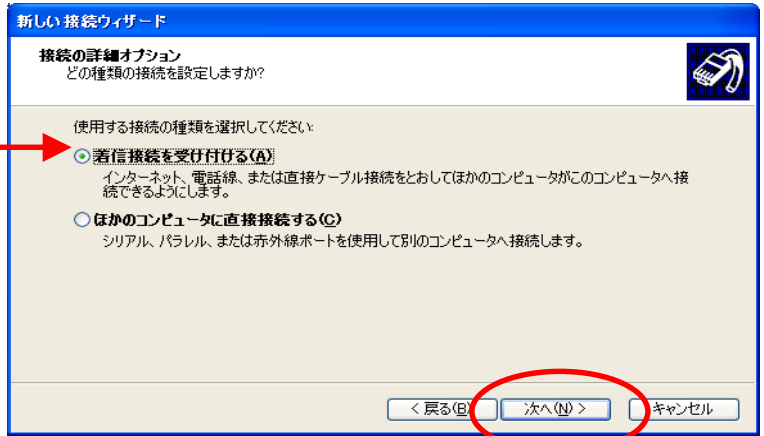 新しい接続ウィザード
接続の詳細オプション
どの種類の接続を設定しますか?
使用する接続の種類を選択してください:
着信接続を受け付ける(A)
インターネット、電話線、または直接ケーブル接続をとおしてほかのコンピュータがこのコンピュータへ接
続できるようにします。
ほかのコンピュータに直接接続する(C)
シリアル、パラレル、または赤外線ポートを使用して別のコンピュータへ接続します。
< 戻る(B) 次へ(N) > キャンセル